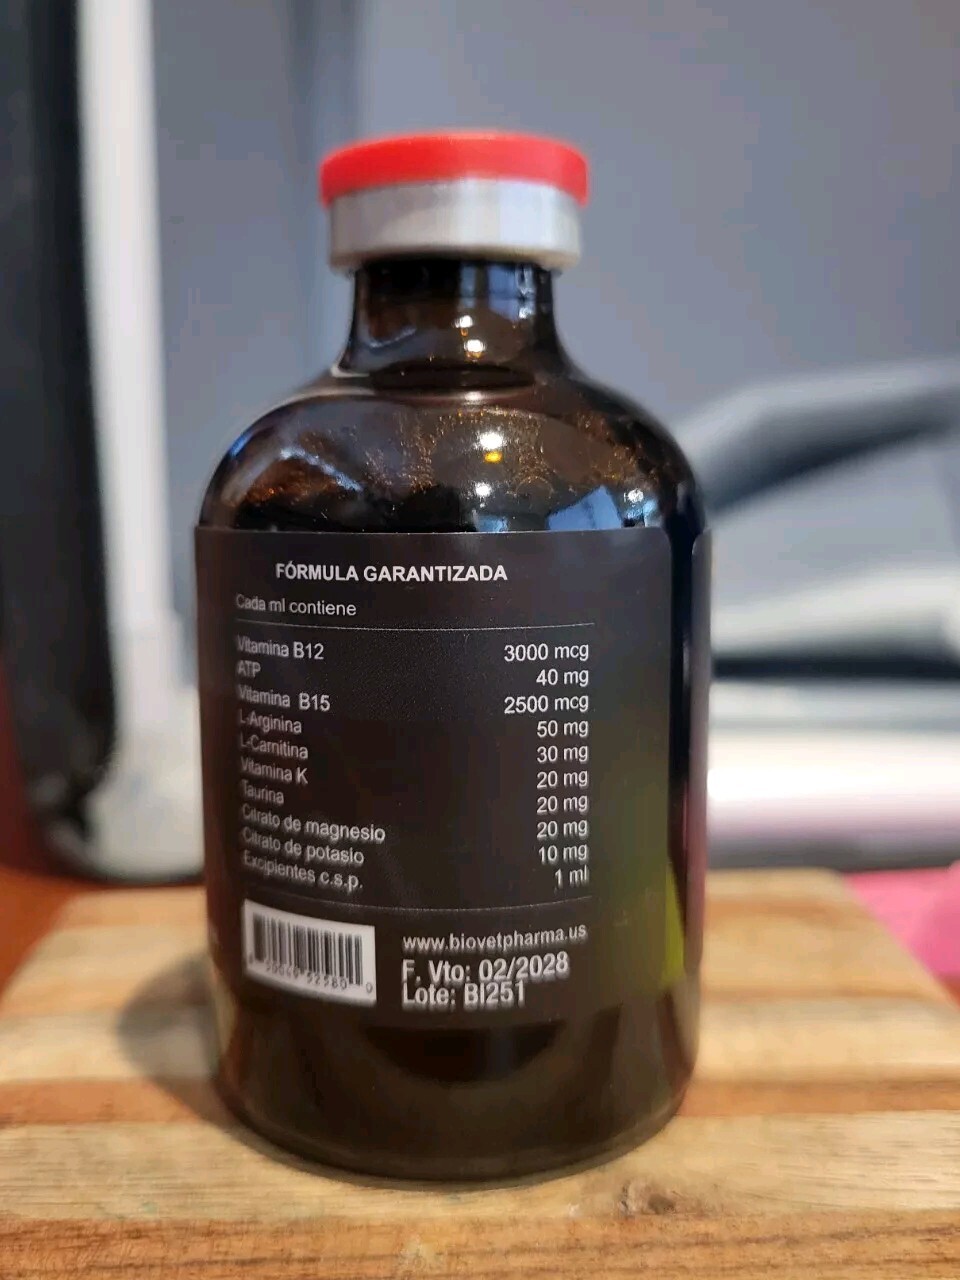 FÓRMULA GARANTIZADA
Cada ml contiene
Vitamina B12 3000 mcg
ATP 40 mg
Vitamina B15 2500 mcg
L-Arginina 50 mg
L-Carnitina 30 mg
Vitamina K 20 mg
Taurina 20 mg
Citrato de magnesio 20 mg
Citrato de potasio 10 mg
Excipientes c.s.p. 1 ml
www.biovetpharma.us
F. Vto: 02/2028
Lote: BI251